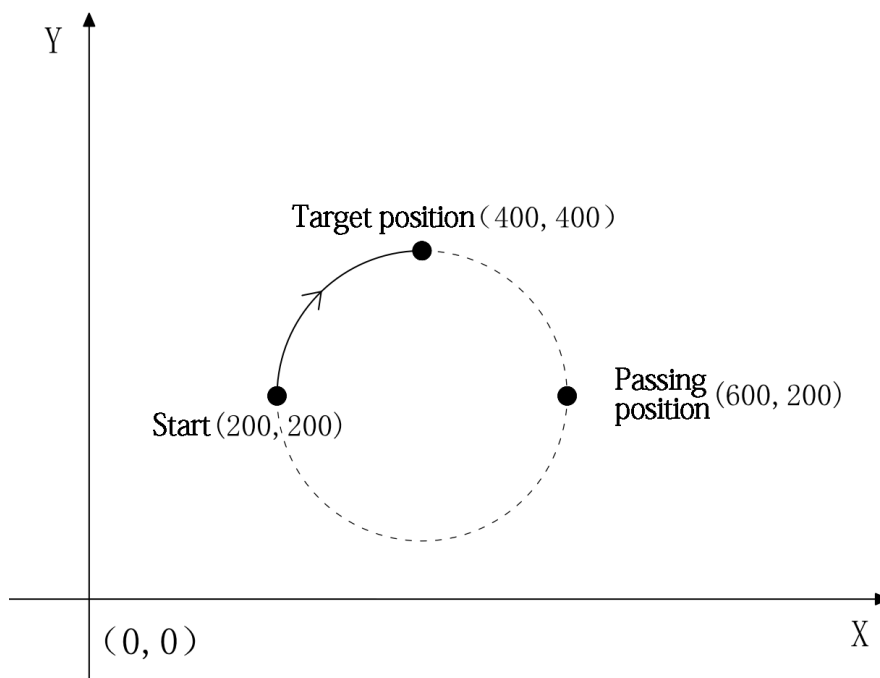 Y
Target position (400, 400)
Passing
position (600, 200)
Start (200, 200)
X
(0, 0)